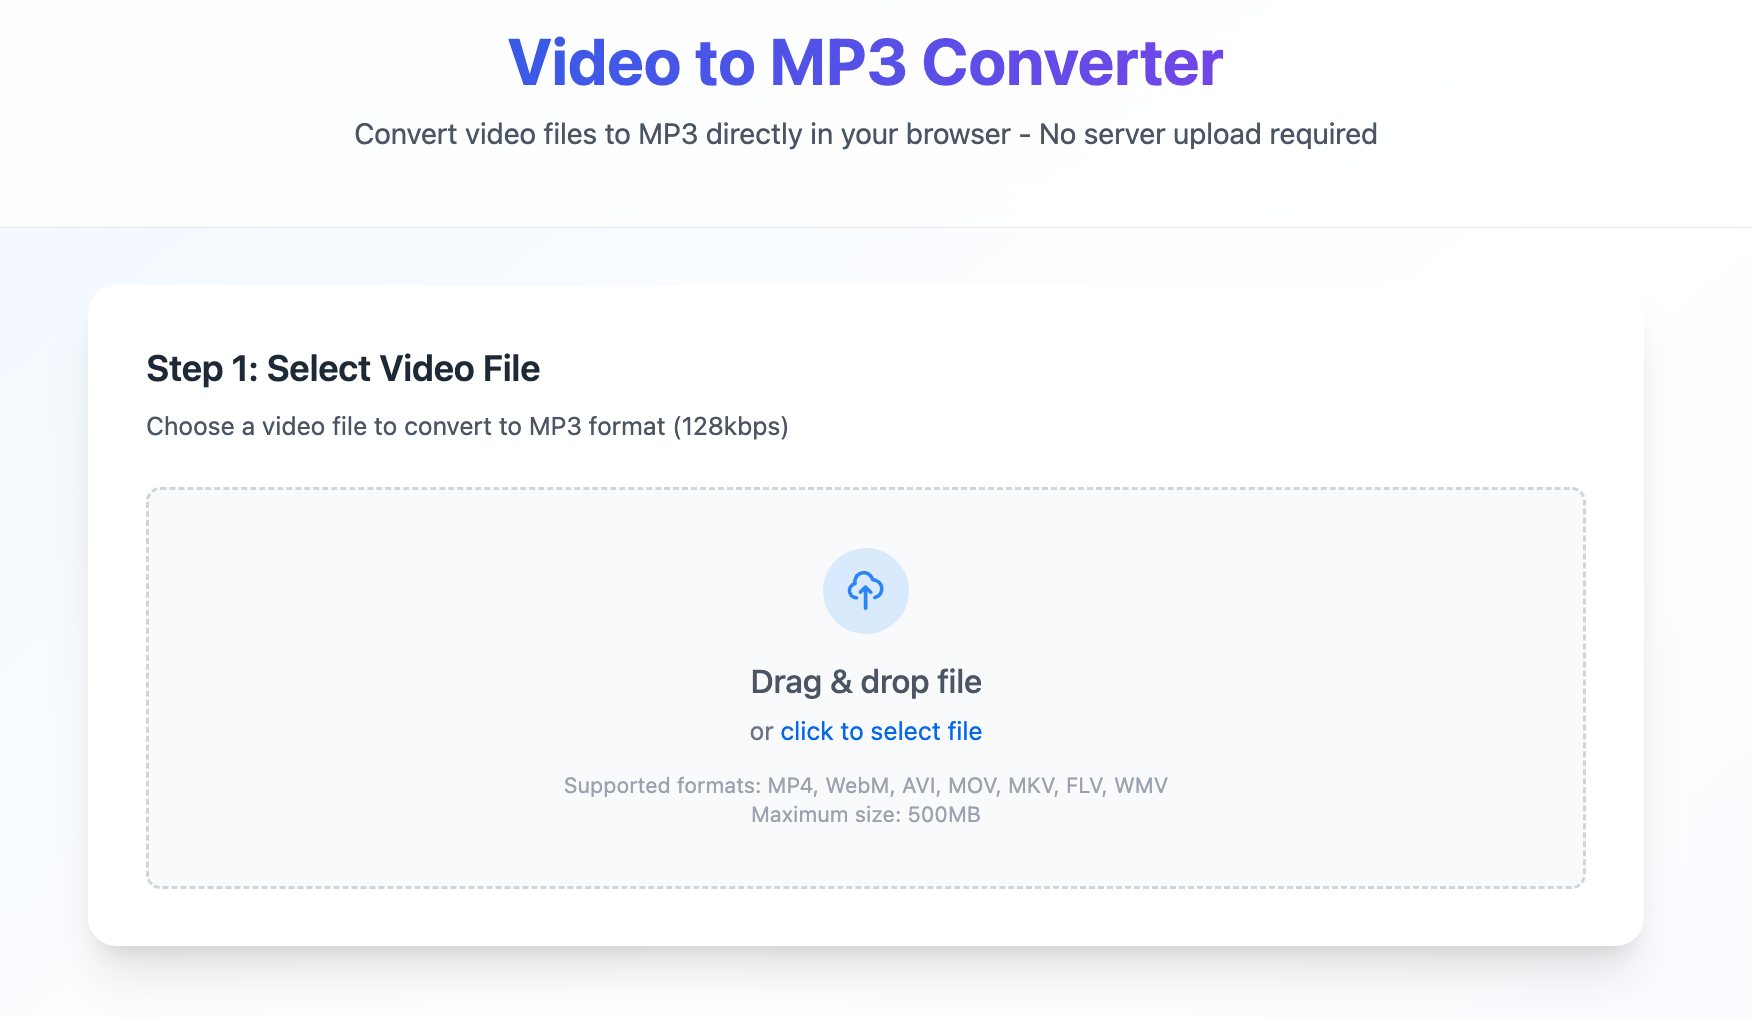 Video to MP3 Converter
Convert video files to MP3 directly in your browser - No server upload required
Step 1: Select Video File
Choose a video file to convert to MP3 format (128kbps)
Drag & drop file
or click to select file
Supported formats: MP4, WebM, AVI, MOV, MKV, FLV, WMV
Maximum size: 500MB